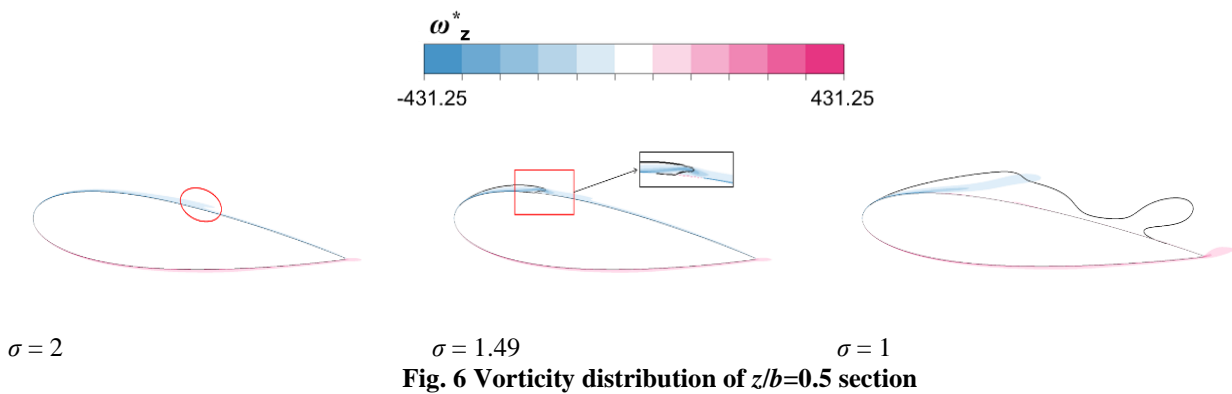 ω*z
-431.25 431.25
σ = 2 σ = 1.49 σ = 1
Fig. 6 Vorticity distribution of z/b=0.5 section